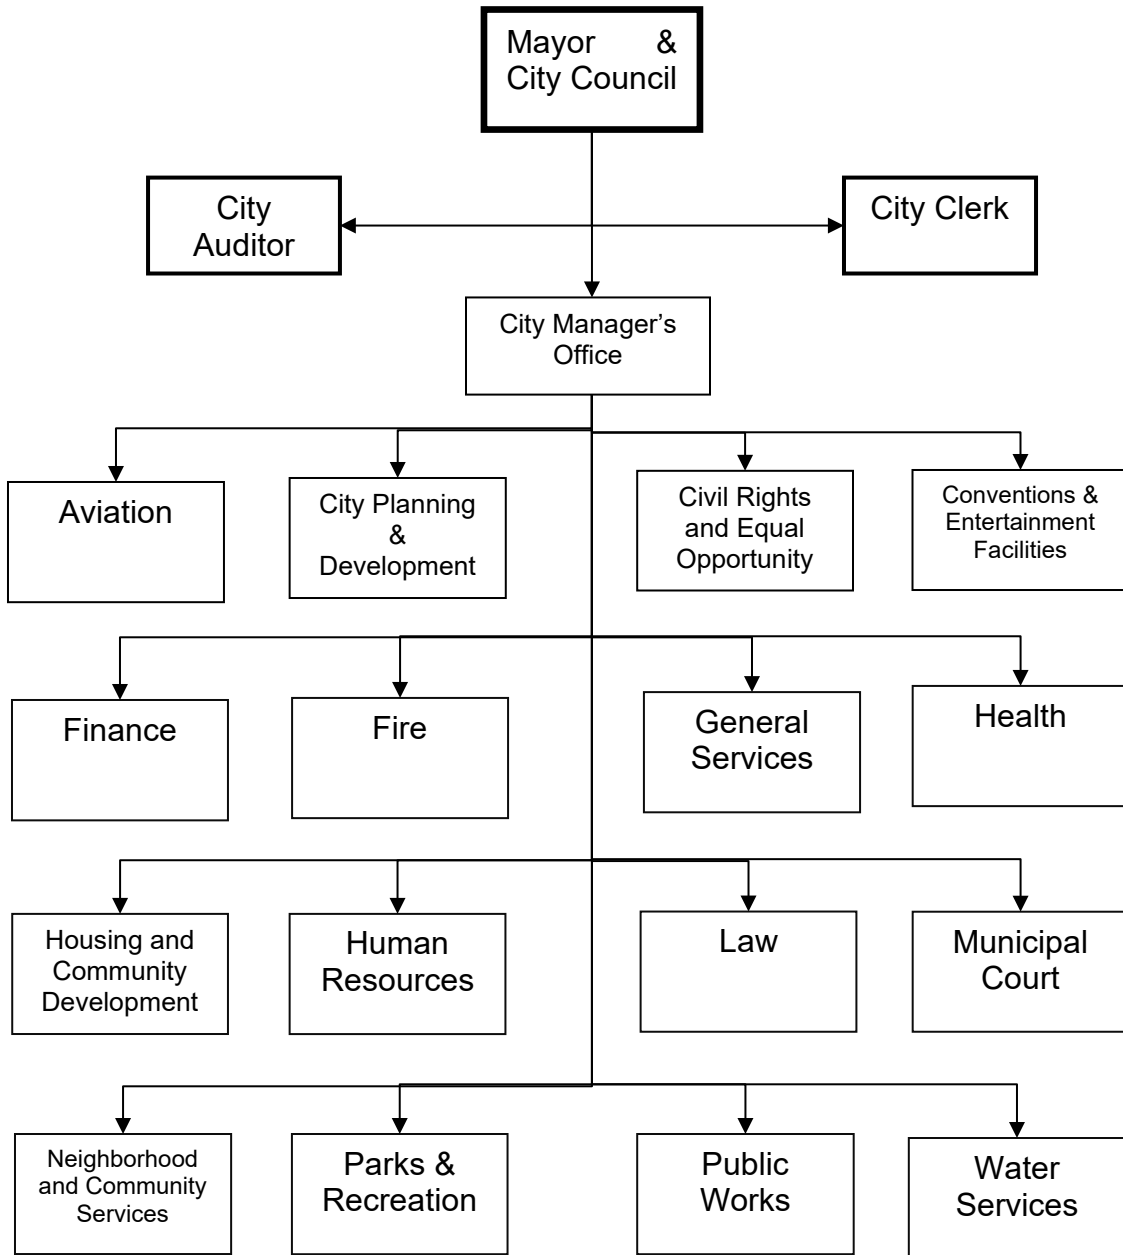 Mayor &
City Council
City
Auditor
City Clerk
City Manager’s
Office
Aviation
City Planning
&
Development
Civil Rights
and Equal
Opportunity
Conventions &
Entertainment
Facilities
Finance
Fire
General
Services
Health
Housing and
Community
Development
Human
Resources
Law
Municipal
Court
Neighborhood
and Community
Services
Parks &
Recreation
Public
Works
Water
Services